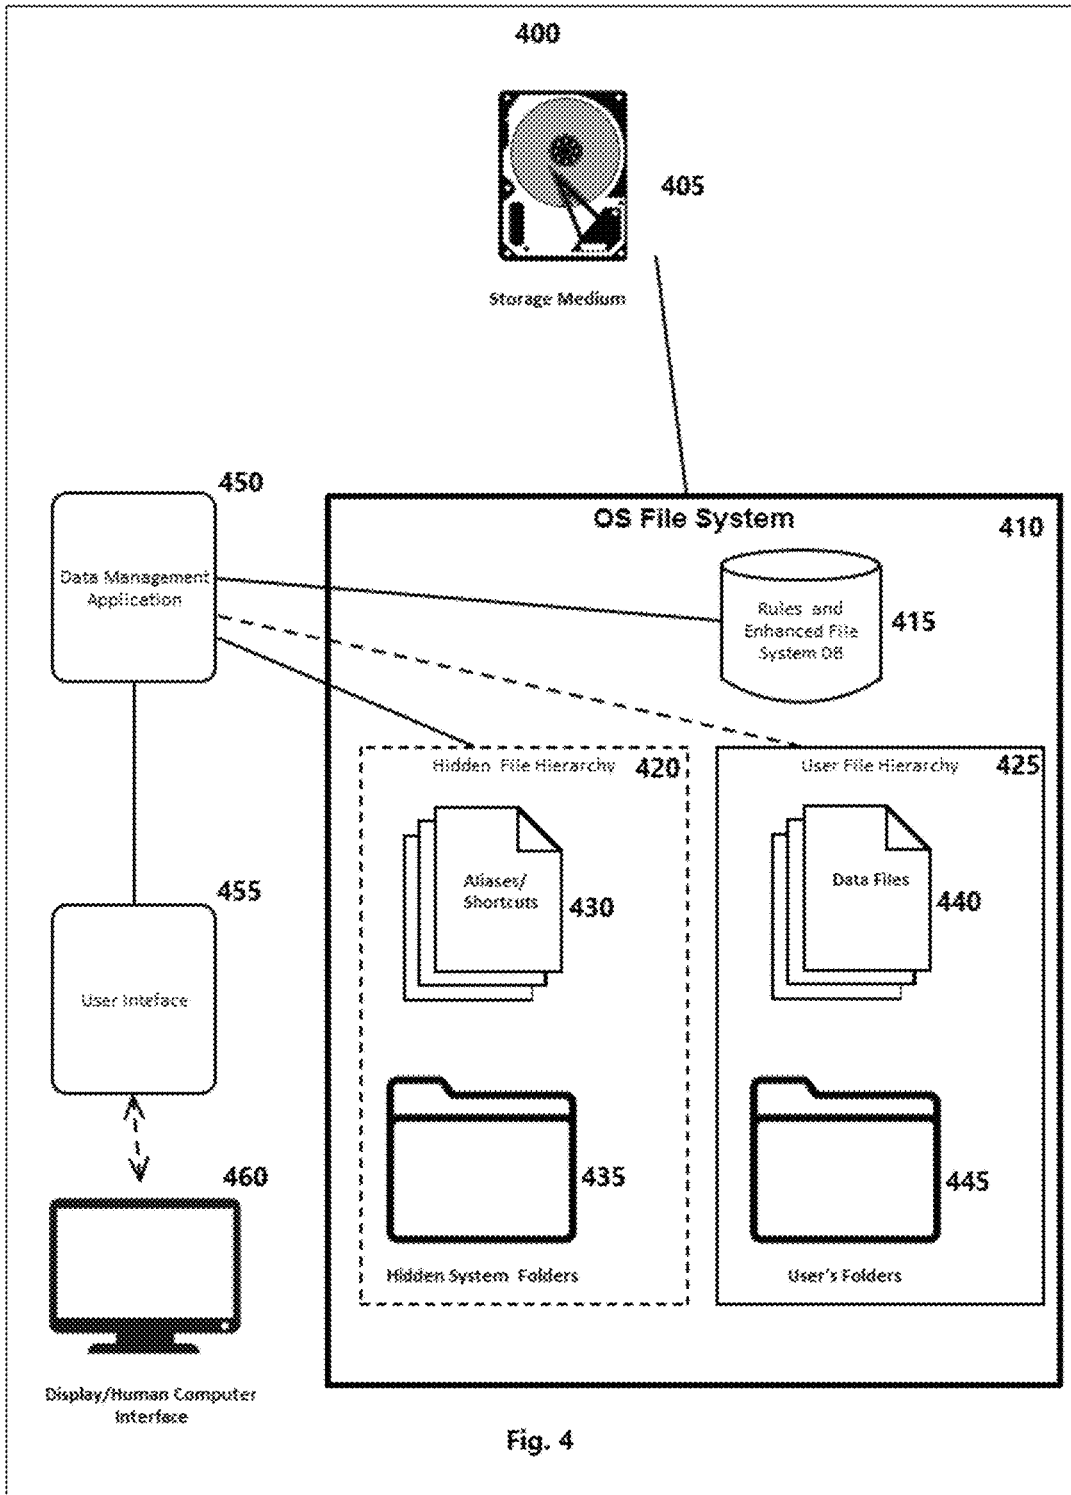 400
405
Storage Medium
450
OS File System
410
Data Management
Application
Rules and
Enhanced File
System DB
415
Hidden File Hierarchy
420
User File Hierarchy
425
Aliases/
Shortcuts
430
Data Files
440
455
User Inteface
435
445
Hidden System Folders
User's Folders
460
Display/Human Computer
Interface
Fig. 4